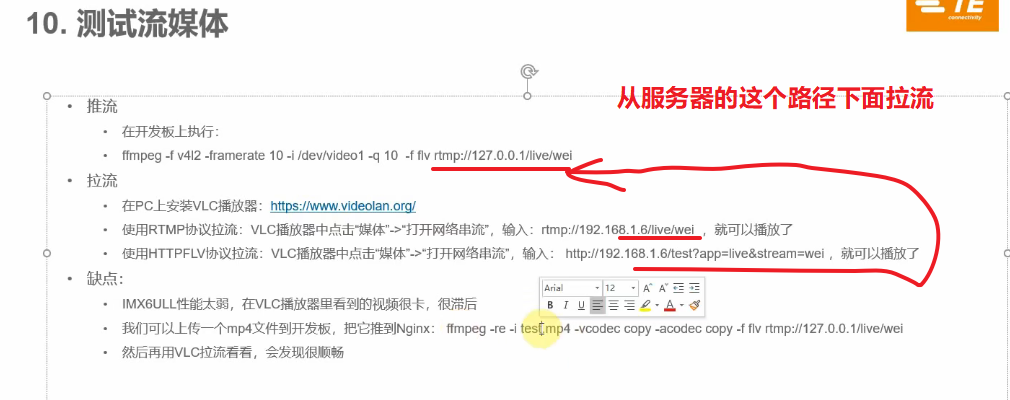 10. 测试流媒体
TE
connectivity
从服务器的这个路径下面拉流
• 推流
• 在开发板上执行：
• ffmpeg -f v4l2 -framerate 10 -i /dev/video1 -q 10 -f flv rtmp://127.0.0.1/live/wei
• 拉流
• 在PC上安装VLC播放器：https://www.videolan.org/
• 使用RTMP协议拉流：VLC播放器中点击“媒体”->“打开网络串流”，输入：rtmp://192.168.1.6/live/wei ，就可以播放了
• 使用HTTPFLV协议拉流：VLC播放器中点击“媒体”->“打开网络串流”，输入： http://192.168.1.6/test?app=live&stream=wei ，就可以播放了
• 缺点：
Arial 12 A A
B I U A
• IMX6ULL性能太弱，在VLC播放器里看到的视频很卡，很滞后
• 我们可以上传一个mp4文件到开发板，把它推到Nginx： ffmpeg -re -i test.mp4 -vcodec copy -acodec copy -f flv rtmp://127.0.0.1/live/wei
• 然后再用VLC拉流看看，会发现很顺畅